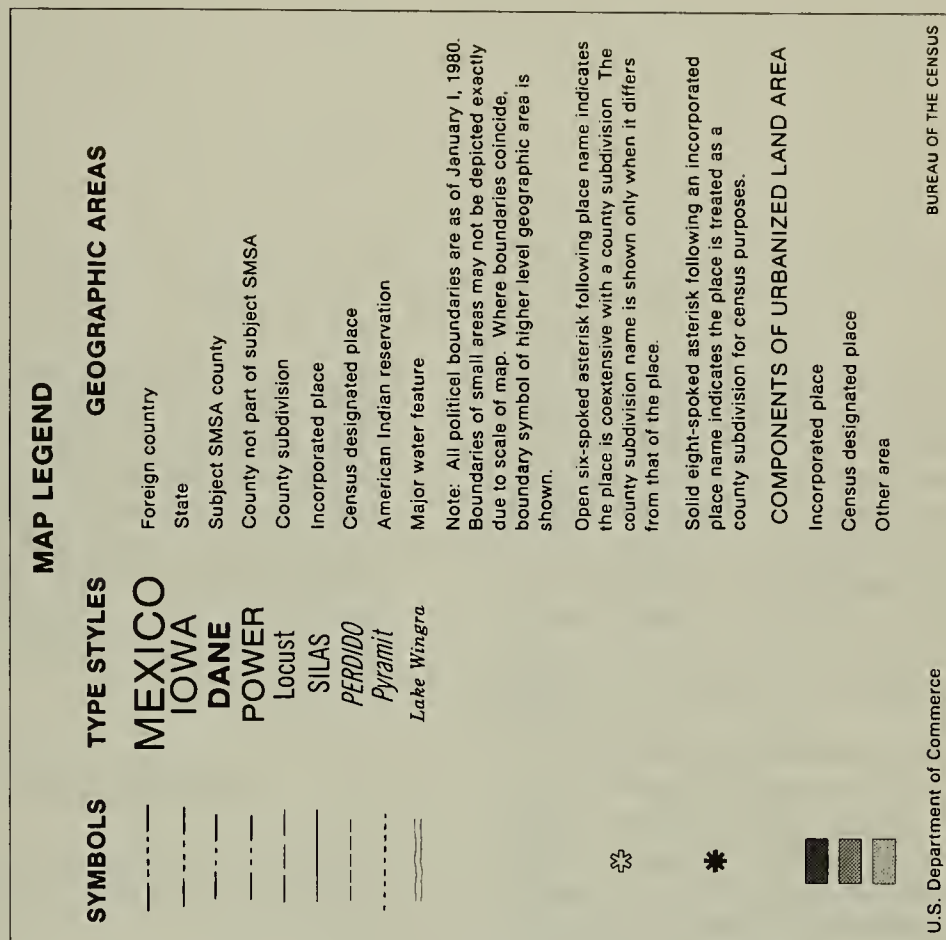 MAP LEGEND
SYMBOLS TYPE STYLES GEOGRAPHIC AREAS
MEXICO Foreign country
IOWA State
DANE Subject SMSA county
POWER County not part of subject SMSA
Locust County subdivision
SILAS Incorporated place
PERDIDO Census designated place
Pyramit American Indian reservation
Lake Wingra Major water feature
Note: All politicel boundaries are as of January I, 1980.
Boundaries of small areas may not be depicted exactly
due to scale of map. Where boundaries coincide,
boundary symbol of higher level geographic area is
shown.
Open six-spoked asterisk following place name indicates
the place is coextensive with a county subdivision The
county subdivision name is shown only when it differs
from that of the place.
Solid eight-spoked asterisk following an incorporated
place name indicates the place is treated as a
county subdivision for census purposes.
COMPONENTS OF URBANIZED LAND AREA
Incorporated place
Census designated place
Other area
U.S. Department of Commerce BUREAU OF THE CENSUS